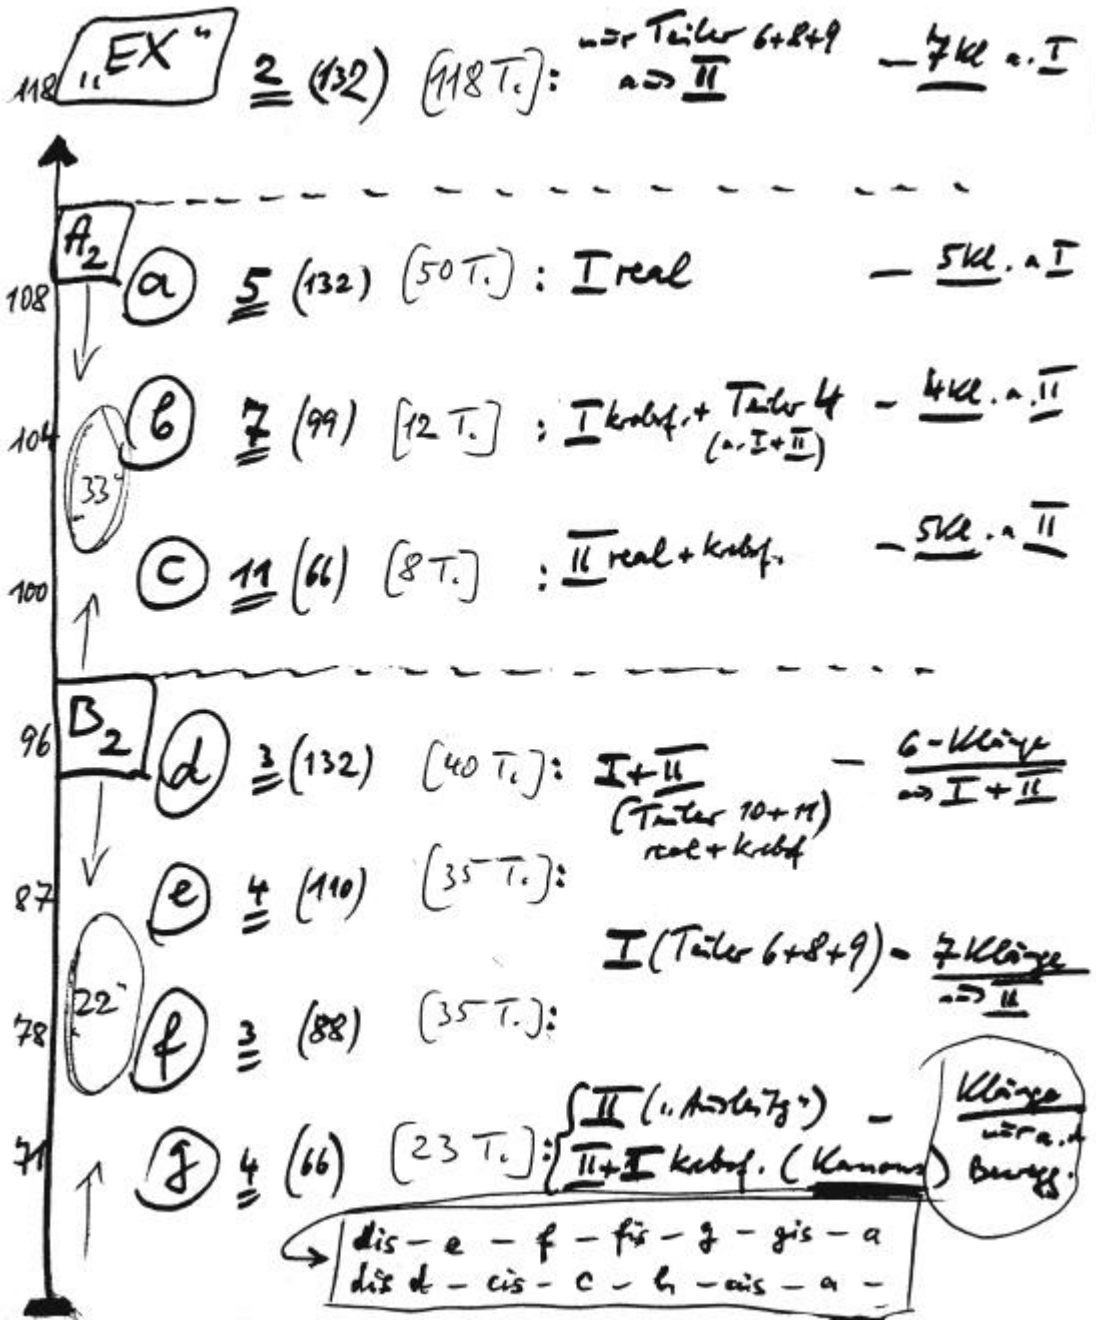 118 „EX“ 2 (132) [118 T.]: nur Teiler 6+8+9 — 7 Kl a. I
aus II
A2
108 a 5 (132) [50 T.] : I real — 5 Kl. a I
104 b 7 (99) [12 T.] : I krebsf. + Teiler 4 — 4 Kl. a. II
(a. I + II)
33"
100 c 11 (66) [8 T.] : II real + krebsf. — 5 Kl. a II
B2
96 d 3 (132) [40 T.]: I + II — 6-Klänge
(Teiler 10+11) aus I + II
real + krebsf
87 e 4 (110) [35 T.]:
I (Teiler 6+8+9) — 7 Klänge
aus II
22"
78 f 3 (88) [35 T.]:
II („ “) — Klänge
71 g 4 (66) [23 T.]: II + I krebsf. (Kanons) nur a. d.
Bewegg.
dis – e – f – fis – g – gis – a
dis d – cis – c – h – ais – a –